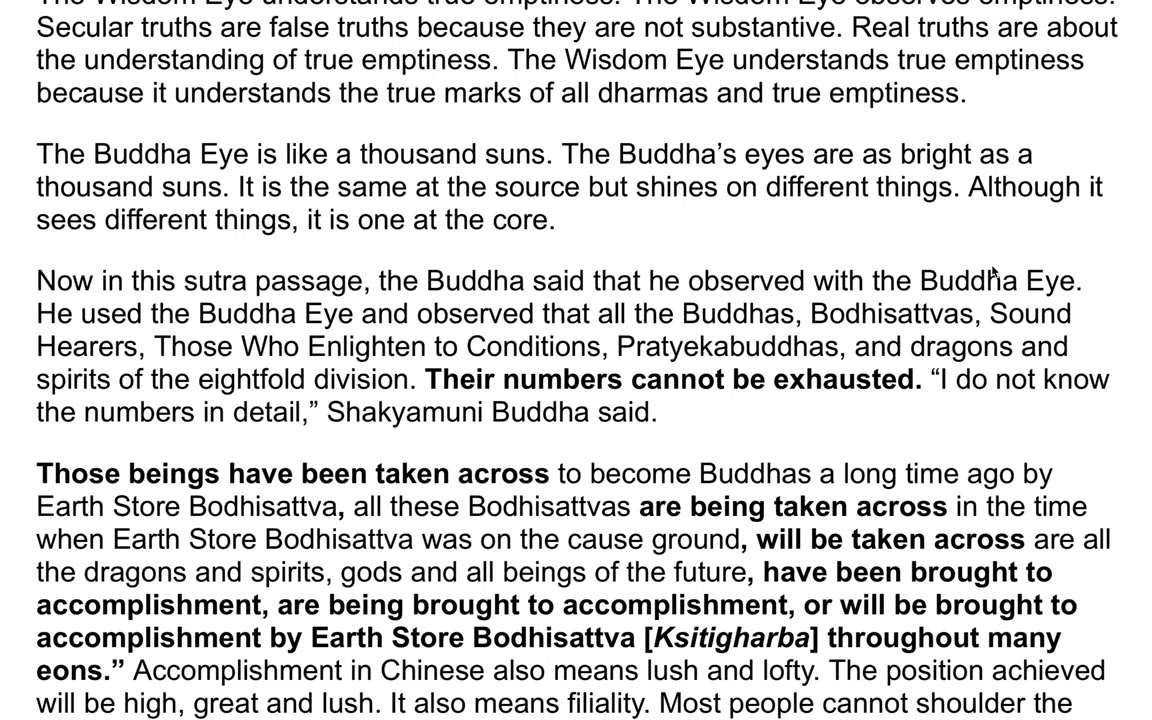 The Wisdom Eye understands true emptiness. The Wisdom Eye observes emptiness.
Secular truths are false truths because they are not substantive. Real truths are about
the understanding of true emptiness. The Wisdom Eye understands true emptiness
because it understands the true marks of all dharmas and true emptiness.
The Buddha Eye is like a thousand suns. The Buddha’s eyes are as bright as a
thousand suns. It is the same at the source but shines on different things. Although it
sees different things, it is one at the core.
Now in this sutra passage, the Buddha said that he observed with the Buddha Eye.
He used the Buddha Eye and observed that all the Buddhas, Bodhisattvas, Sound
Hearers, Those Who Enlighten to Conditions, Pratyekabuddhas, and dragons and
spirits of the eightfold division. Their numbers cannot be exhausted. “I do not know
the numbers in detail,” Shakyamuni Buddha said.
Those beings have been taken across to become Buddhas a long time ago by
Earth Store Bodhisattva, all these Bodhisattvas are being taken across in the time
when Earth Store Bodhisattva was on the cause ground, will be taken across are all
the dragons and spirits, gods and all beings of the future, have been brought to
accomplishment, are being brought to accomplishment, or will be brought to
accomplishment by Earth Store Bodhisattva [Ksitigharba] throughout many
eons.” Accomplishment in Chinese also means lush and lofty. The position achieved
will be high, great and lush. It also means filiality. Most people cannot shoulder the